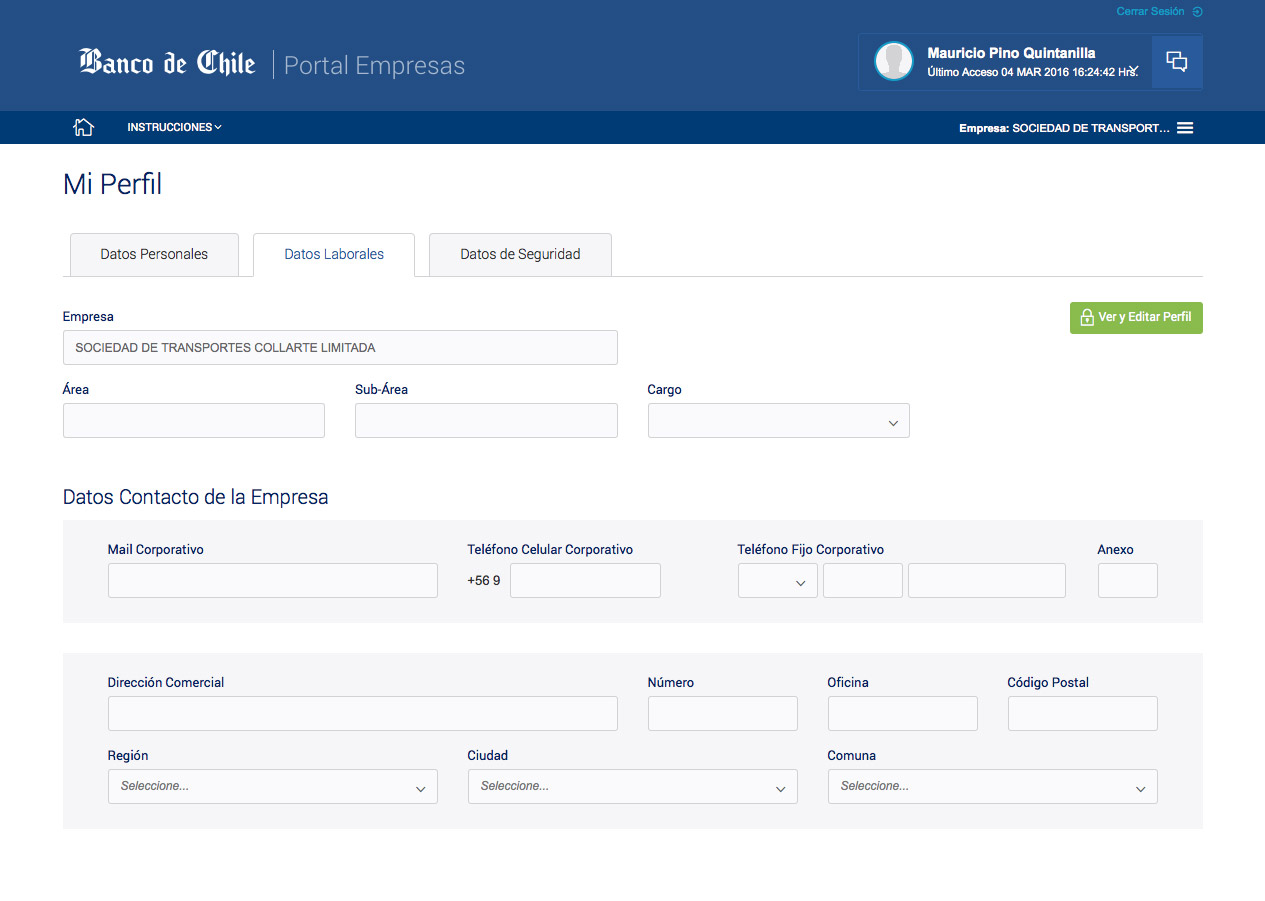 Cerrar Sesión
Banco de Chile Portal Empresas
Mauricio Pino Quintanilla
Último Acceso 04 MAR 2016 16:24:42 Hrs.
INSTRUCCIONES
Empresa: SOCIEDAD DE TRANSPORT...
Mi Perfil
Datos Personales
Datos Laborales
Datos de Seguridad
Empresa
Ver y Editar Perfil
SOCIEDAD DE TRANSPORTES COLLARTE LIMITADA
Área
Sub-Área
Cargo
Datos Contacto de la Empresa
Mail Corporativo
Teléfono Celular Corporativo
Teléfono Fijo Corporativo
Anexo
+56 9
Dirección Comercial
Número
Oficina
Código Postal
Región
Ciudad
Comuna
Seleccione...
Seleccione...
Seleccione...